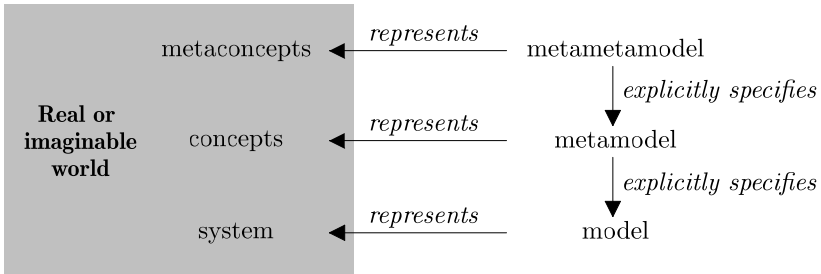 metaconcepts represents metametamodel
explicitly specifies
Real or
imaginable
world
concepts represents metamodel
explicitly specifies
system represents model